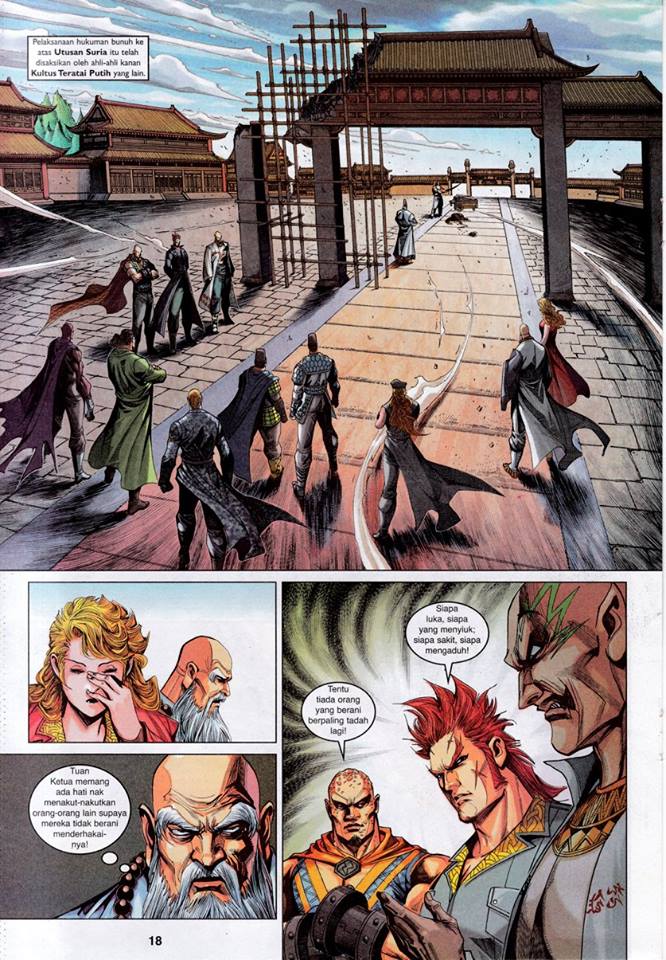 Pelaksanaan hukuman bunuh ke
atas Utusan Suria itu telah
disaksikan oleh ahli-ahli kanan
Kultus Teratai Putih yang lain.
Tuan
Ketua memang
ada hati nak
menakut-nakutkan
orang-orang lain supaya
mereka tidak berani
menderhakai-
nya!
Siapa
luka, siapa
yang menyiuk;
siapa sakit, siapa
mengaduh!
Tentu
tiada orang
yang berani
berpaling tadah
lagi!
18